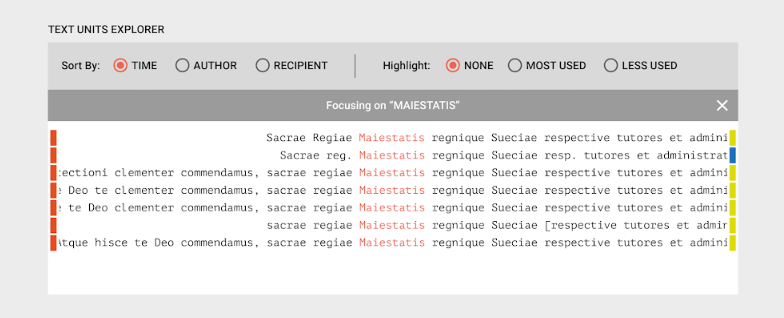 TEXT UNITS EXPLORER
Sort By: TIME AUTHOR RECIPIENT Highlight: NONE MOST USED LESS USED
Focusing on "MAIESTATIS"
Sacrae Regiae Maiestatis regnique Sueciae respective tutores et admini
Sacrae reg. Maiestatis regnique Sueciae resp. tutores et administrat
tectioni clementer commendamus, sacrae regiae Maiestatis regnique Sueciae respective tutores et admini
e Deo te clementer commendamus, sacrae regiae Maiestatis regnique Sueciae respective tutores et admini
e te Deo clementer commendamus, sacrae regiae Maiestatis regnique Sueciae respective tutores et admini
sacrae regiae Maiestatis regnique Sueciae [respective tutores et admin
Atque hisce te Deo commendamus, sacrae regiae Maiestatis regnique Sueciae respective tutores et admini